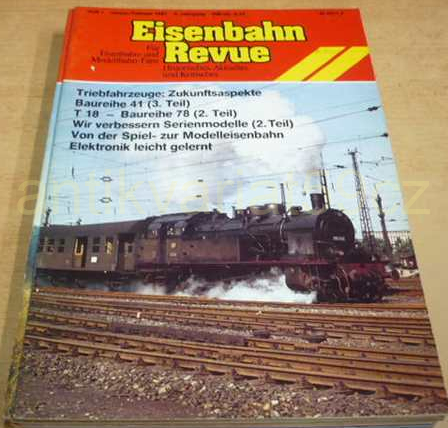 Eisenbahn
Revue
Für
Eisenbahn- und
Modellbahn-Fans
Historisches, Aktuelles
und Kritisches
Triebfahrzeuge: Zukunftsaspekte
Baureihe 41 (3. Teil)
T 18 – Baureihe 78 (2. Teil)
Wir verbessern Serienmodelle (2. Teil)
Von der Spiel- zur Modelleisenbahn
Elektronik leicht gelernt